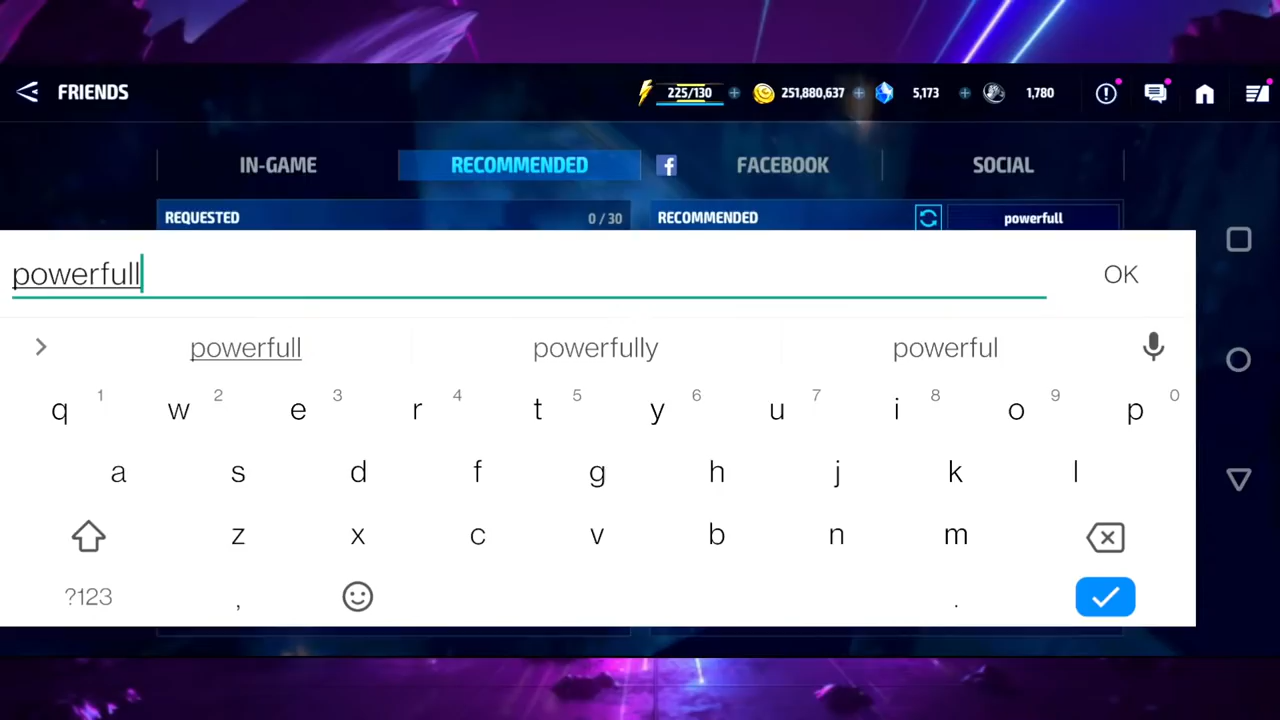 FRIENDS 225/130 251,880,637 5,173 1,780
IN-GAME RECOMMENDED FACEBOOK SOCIAL
REQUESTED 0 / 30 RECOMMENDED powerfull
powerfull OK
powerfull powerfully powerful
q 1 w 2 e 3 r 4 t 5 y 6 u 7 i 8 o 9 p 0
a s d f g h j k l
z x c v b n m
?123 , .